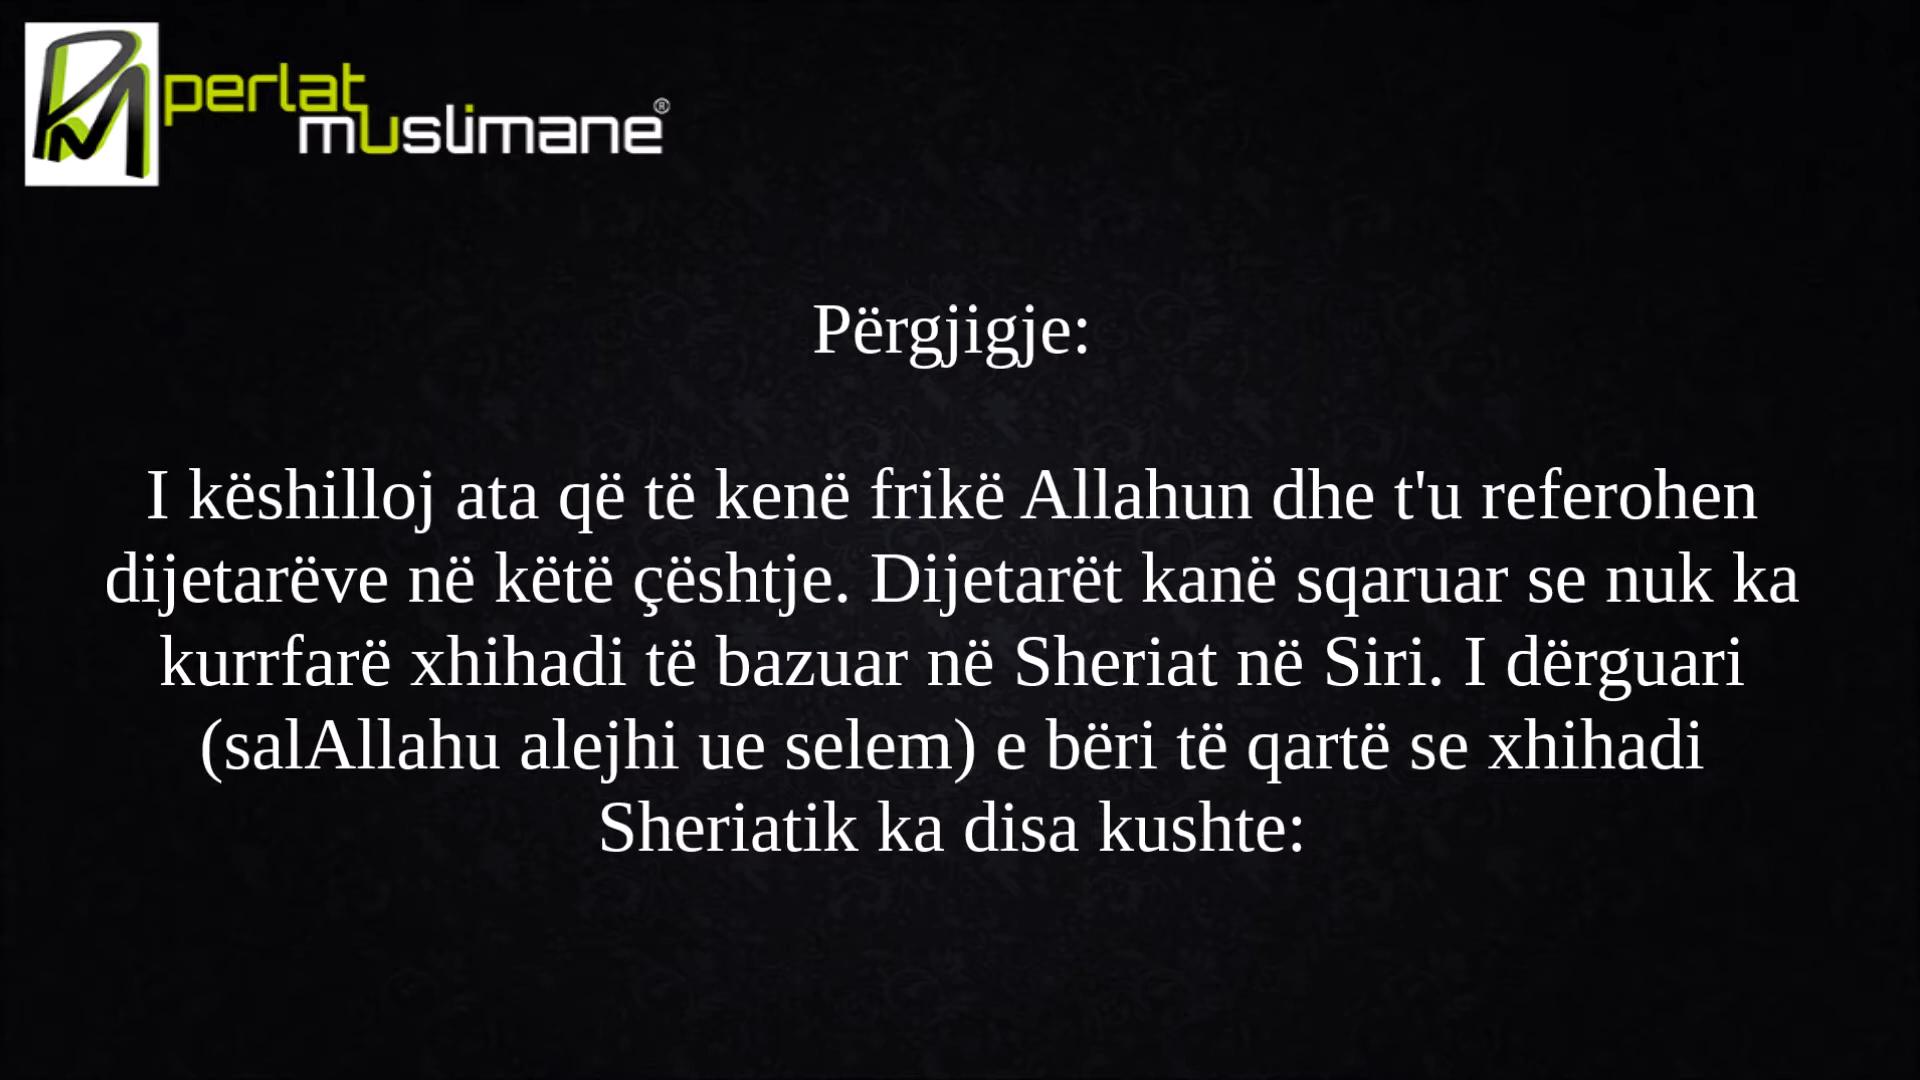 perlat
muslimane®
Përgjigje:
I këshilloj ata që të kenë frikë Allahun dhe t'u referohen
dijetarëve në këtë çështje. Dijetarët kanë sqaruar se nuk ka
kurrfarë xhihadi të bazuar në Sheriat në Siri. I dërguari
(salAllahu alejhi ue selem) e bëri të qartë se xhihadi
Sheriatik ka disa kushte: